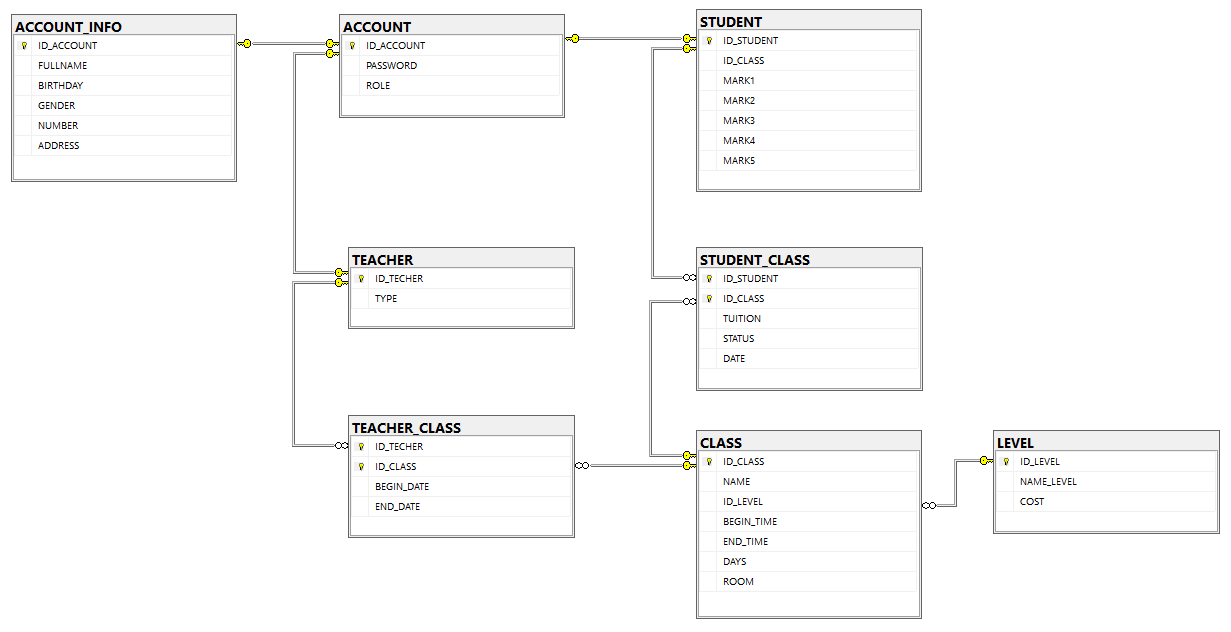 ACCOUNT_INFO
ID_ACCOUNT
FULLNAME
BIRTHDAY
GENDER
NUMBER
ADDRESS
ACCOUNT
ID_ACCOUNT
PASSWORD
ROLE
STUDENT
ID_STUDENT
ID_CLASS
MARK1
MARK2
MARK3
MARK4
MARK5
TEACHER
ID_TECHER
TYPE
STUDENT_CLASS
ID_STUDENT
ID_CLASS
TUITION
STATUS
DATE
TEACHER_CLASS
ID_TECHER
ID_CLASS
BEGIN_DATE
END_DATE
CLASS
ID_CLASS
NAME
ID_LEVEL
BEGIN_TIME
END_TIME
DAYS
ROOM
LEVEL
ID_LEVEL
NAME_LEVEL
COST